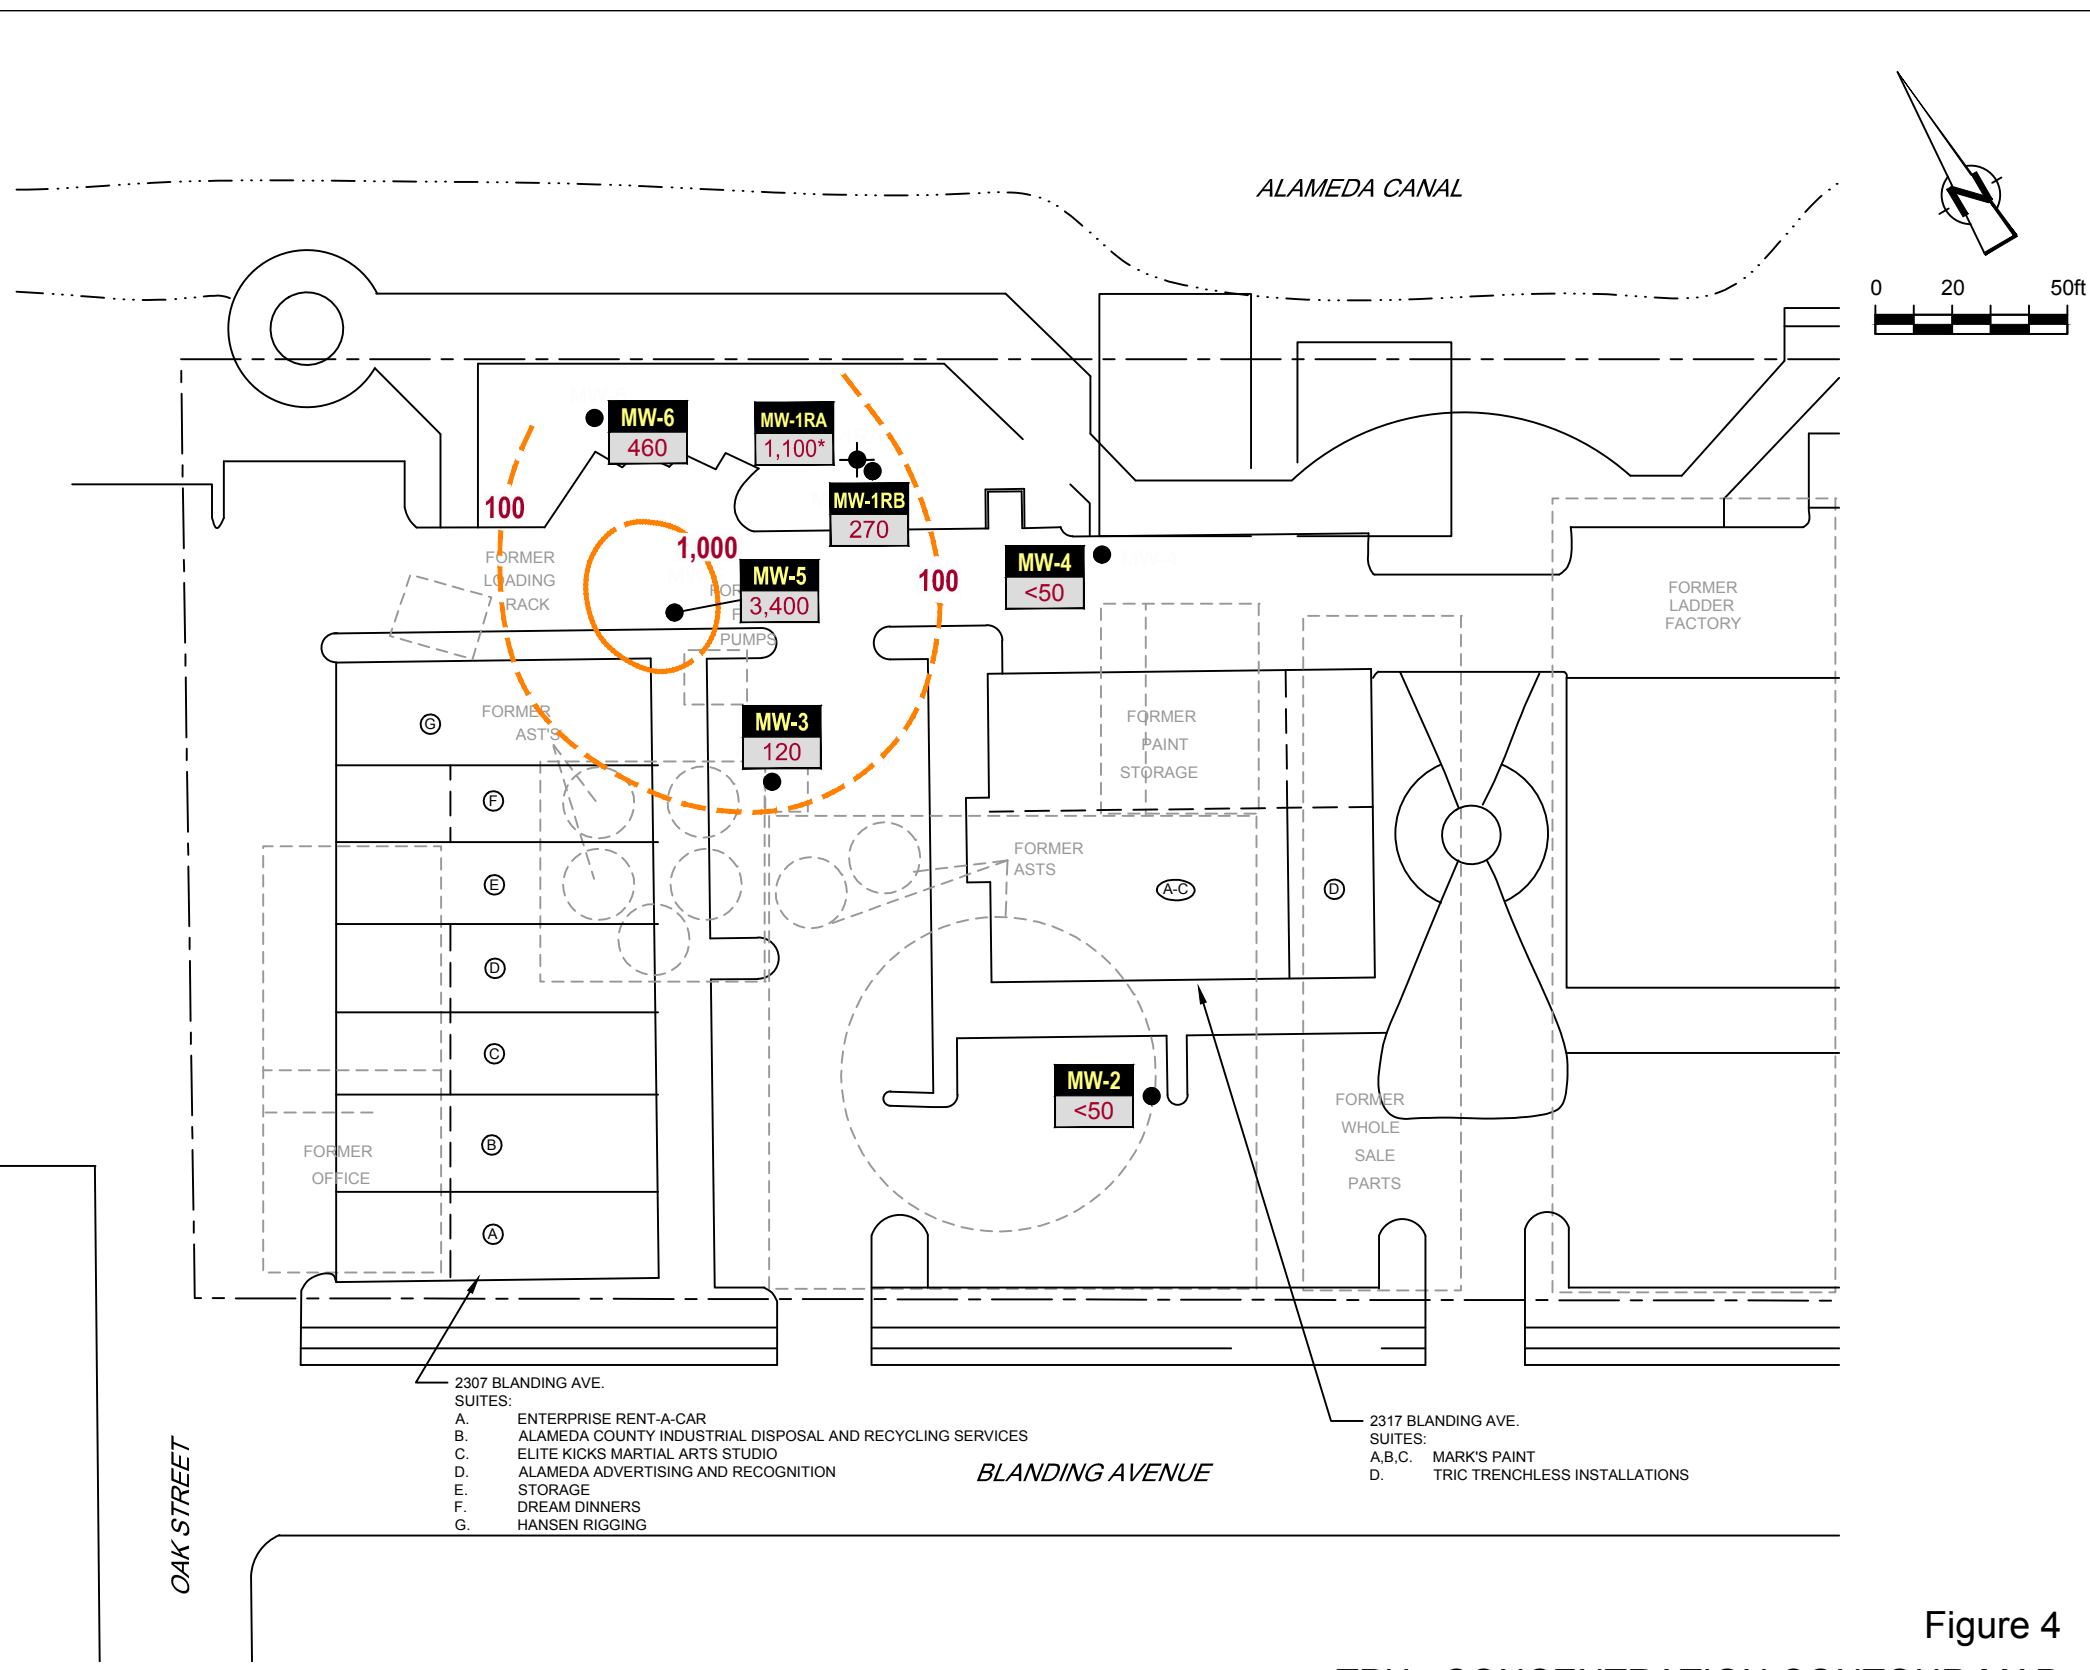 ALAMEDA CANAL
N
0 20 50ft
MW-6
460
MW-1RA
1,100*
MW-1RB
270
100
1,000
MW-5
3,400
100
MW-4
<50
FORMER
LOADING
RACK
PUMPS
FORMER
LADDER
FACTORY
FORMER
AST'S
MW-3
120
FORMER
PAINT
STORAGE
G
F
E
D
C
B
A
FORMER
ASTS
A-C
D
MW-2
<50
FORMER
WHOLE
SALE
PARTS
FORMER
OFFICE
2307 BLANDING AVE.
SUITES:
A. ENTERPRISE RENT-A-CAR
B. ALAMEDA COUNTY INDUSTRIAL DISPOSAL AND RECYCLING SERVICES
C. ELITE KICKS MARTIAL ARTS STUDIO
D. ALAMEDA ADVERTISING AND RECOGNITION
E. STORAGE
F. DREAM DINNERS
G. HANSEN RIGGING
2317 BLANDING AVE.
SUITES:
A,B,C. MARK'S PAINT
D. TRIC TRENCHLESS INSTALLATIONS
BLANDING AVENUE
OAK STREET
Figure 4
CONCENTRATION CONTOUR MAP